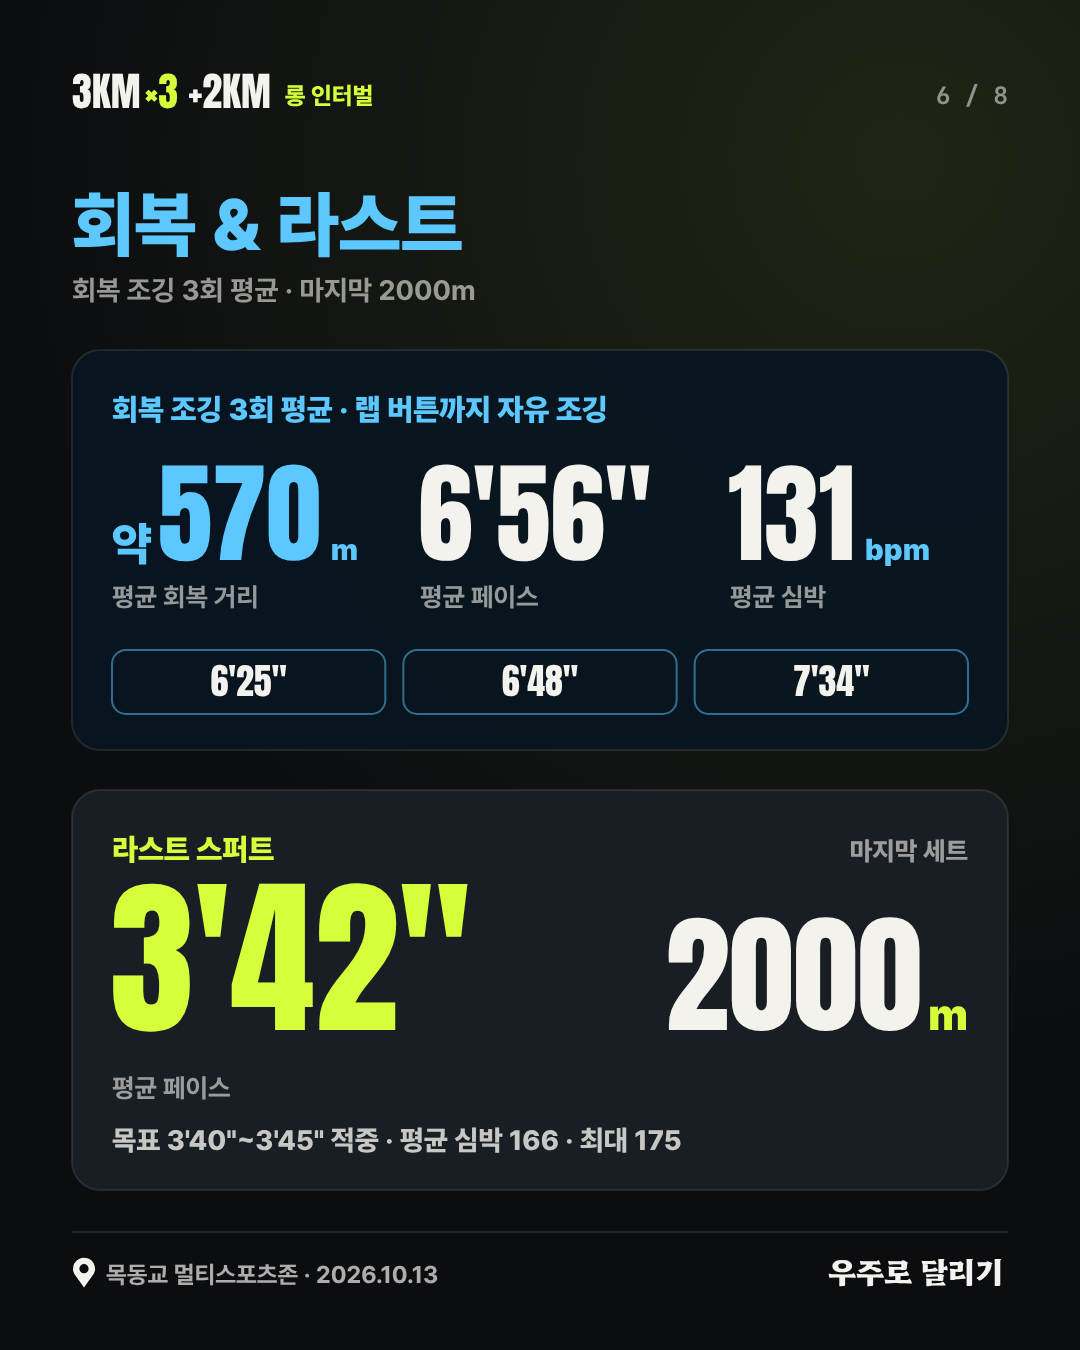 3KM×3 +2KM 롱 인터벌
6 / 8
회복 & 라스트
회복 조깅 3회 평균 · 마지막 2000m
회복 조깅 3회 평균 · 랩 버튼까지 자유 조깅
약 570 m 6'56" 131 bpm
평균 회복 거리 평균 페이스 평균 심박
6'25" 6'48" 7'34"
라스트 스퍼트 마지막 세트
3'42" 2000 m
평균 페이스
목표 3'40"~3'45" 적중 · 평균 심박 166 · 최대 175
목동교 멀티스포츠존 · 2026.10.13
우주로 달리기